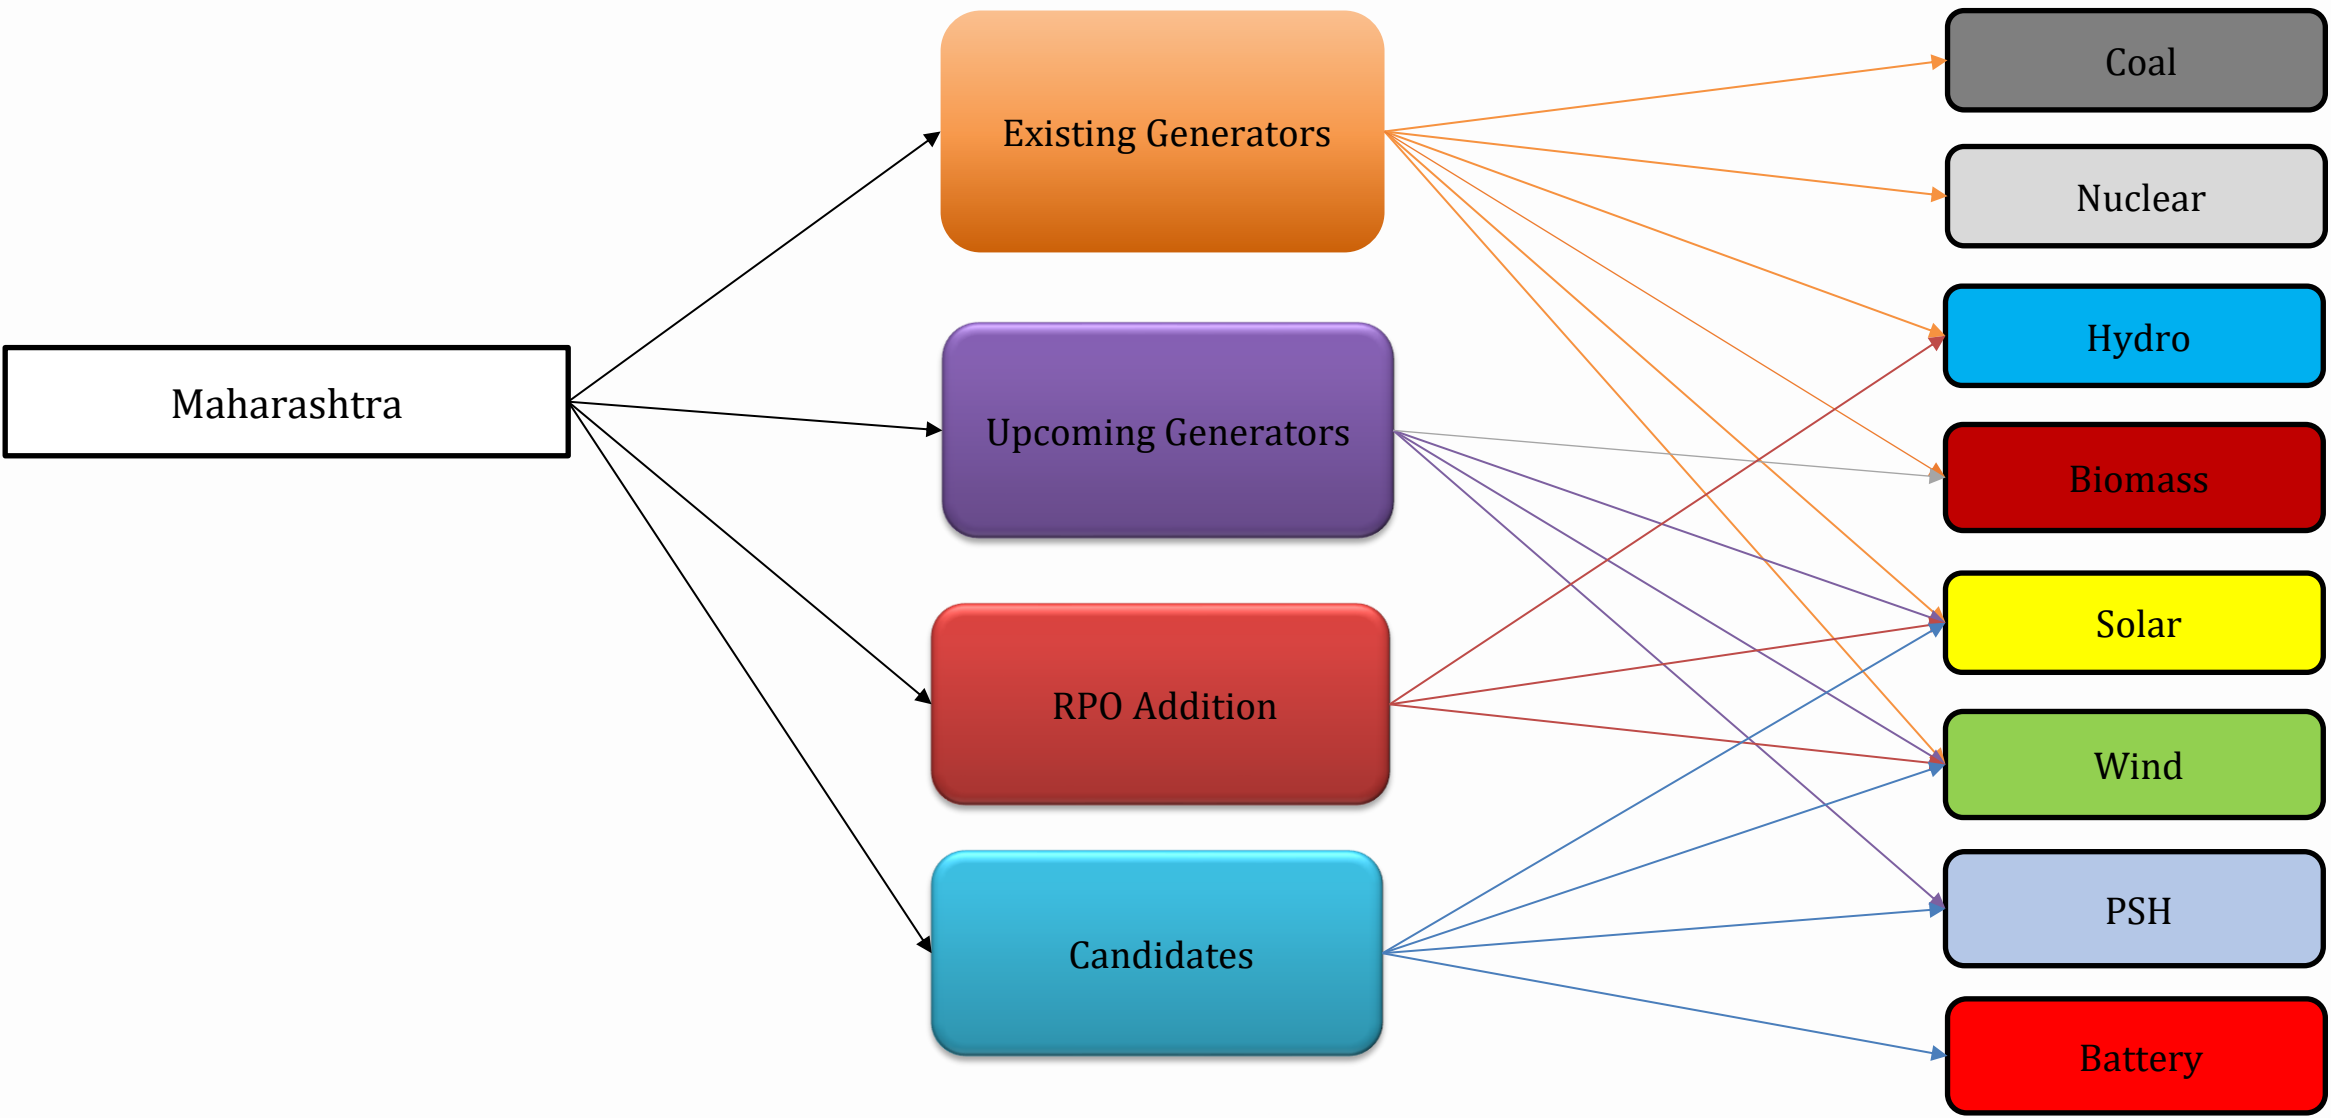 Maharashtra
Existing Generators
Upcoming Generators
RPO Addition
Candidates
Coal
Nuclear
Hydro
Biomass
Solar
Wind
PSH
Battery